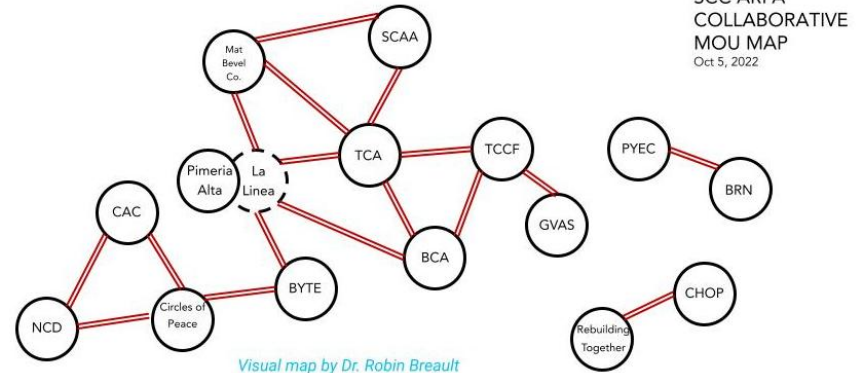 COLLABORATIVE
MOU MAP
Oct 5, 2022
SCAA
Mat
Bevel
Co.
TCA
TCCF
PYEC
BRN
Pimeria
Alta
La
Linea
CAC
GVAS
BCA
BYTE
CHOP
Circles of
Peace
NCD
Rebuilding
Together
Visual map by Dr. Robin Breault